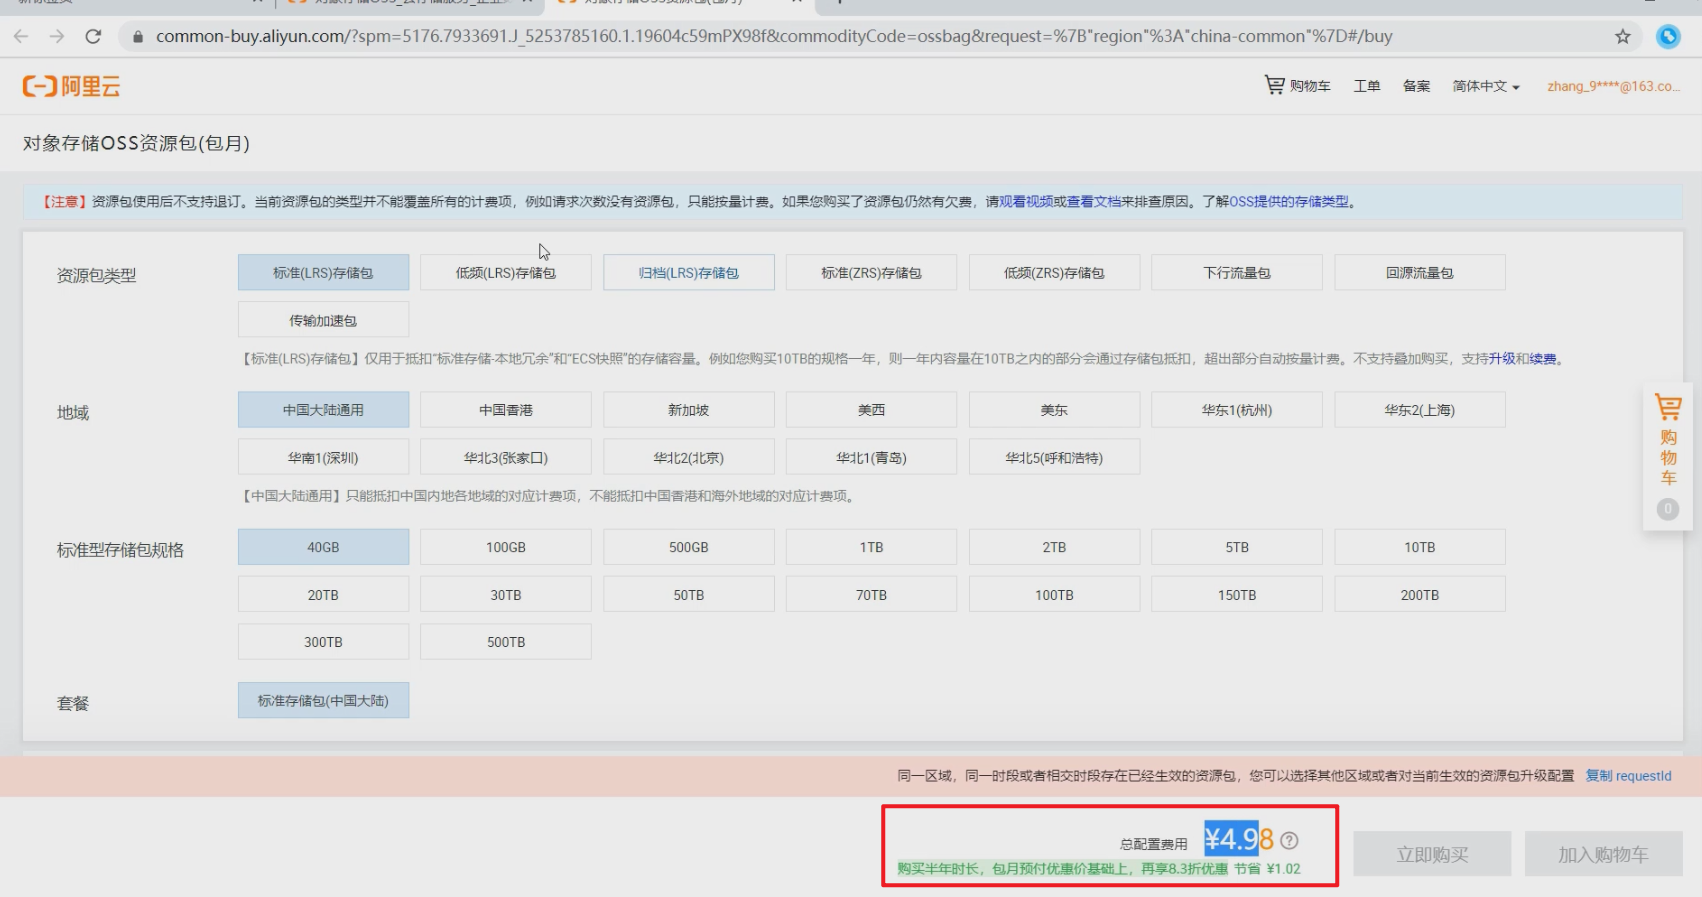 common-buy.aliyun.com/?spm=5176.7933691.J_5253785160.1.19604c59mPX98f&commodityCode=ossbag&request=%7B"region"%3A"china-common"%7D#/buy
阿里云
购物车 工单 备案 简体中文 zhang_9****@163.co...
对象存储OSS资源包(包月)
【注意】资源包使用后不支持退订。当前资源包的类型并不能覆盖所有的计费项，例如请求次数没有资源包，只能按量计费。如果您购买了资源包仍然有欠费，请观看视频或查看文档来排查原因。了解OSS提供的存储类型。
资源包类型 标准(LRS)存储包 低频(LRS)存储包 归档(LRS)存储包 标准(ZRS)存储包 低频(ZRS)存储包 下行流量包 回源流量包
传输加速包
【标准(LRS)存储包】仅用于抵扣“标准存储-本地冗余”和“ECS快照”的存储容量。例如您购买10TB的规格一年，则一年内容量在10TB之内的部分会通过存储包抵扣，超出部分自动按量计费。不支持叠加购买，支持升级和续费。
地域 中国大陆通用 中国香港 新加坡 美西 美东 华东1(杭州) 华东2(上海)
华南1(深圳) 华北3(张家口) 华北2(北京) 华北1(青岛) 华北5(呼和浩特)
【中国大陆通用】只能抵扣中国内地各地域的对应计费项，不能抵扣中国香港和海外地域的对应计费项。
标准型存储包规格 40GB 100GB 500GB 1TB 2TB 5TB 10TB
20TB 30TB 50TB 70TB 100TB 150TB 200TB
300TB 500TB
套餐 标准存储包(中国大陆)
购物车
0
同一区域，同一时段或者相交时段存在已经生效的资源包，您可以选择其他区域或者对当前生效的资源包升级配置 复制 requestId
总配置费用 ¥4.98 ?
购买半年时长，包月预付优惠价基础上，再享8.3折优惠 节省 ¥1.02
立即购买 加入购物车